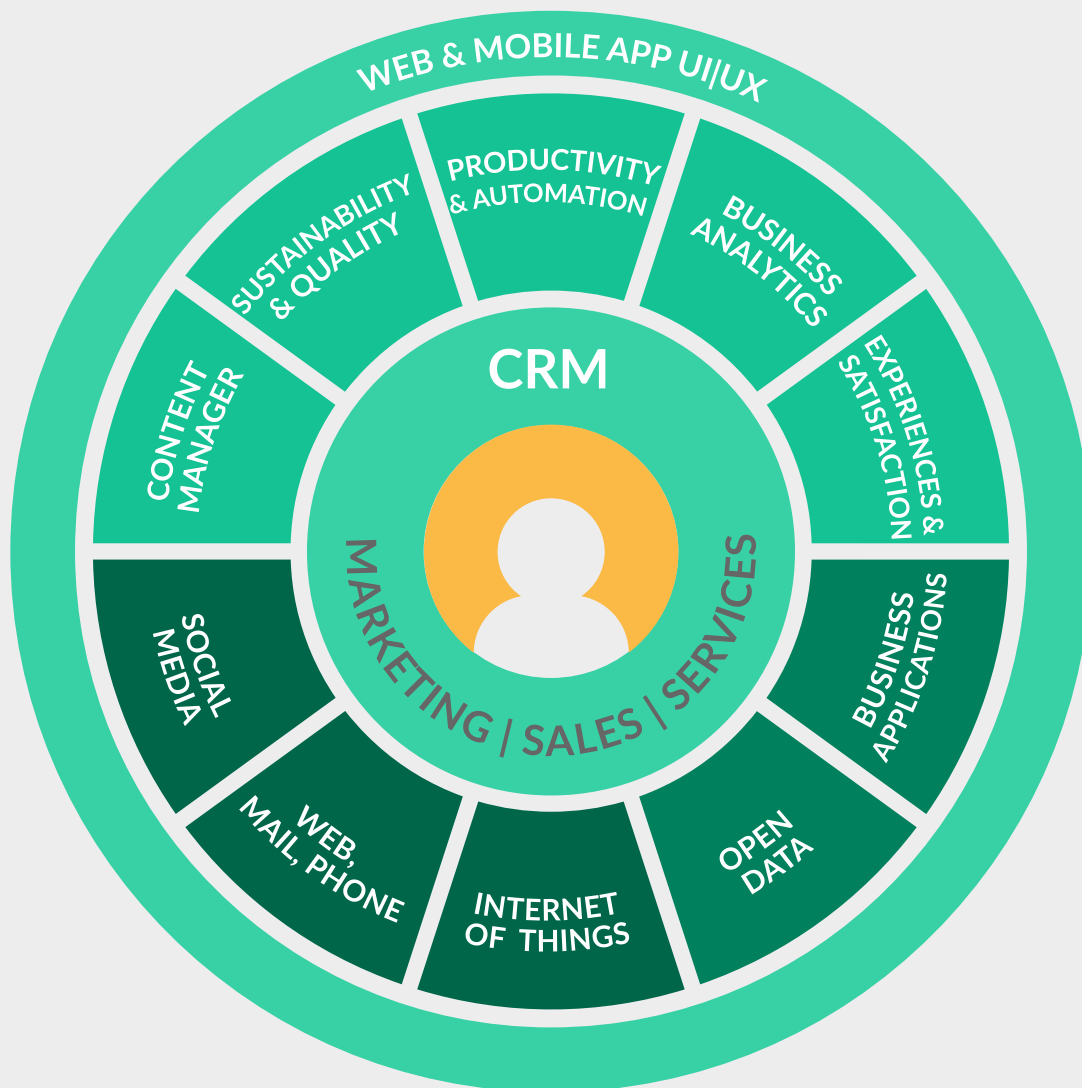 WEB & MOBILE APP UI|UX
PRODUCTIVITY
& AUTOMATION
BUSINESS
ANALYTICS
EXPERIENCES &
SATISFACTION
BUSINESS
APPLICATIONS
OPEN
DATA
INTERNET
OF THINGS
WEB,
MAIL, PHONE
SOCIAL
MEDIA
CONTENT
MANAGER
SUSTAINABILITY
& QUALITY
CRM
MARKETING | SALES | SERVICES